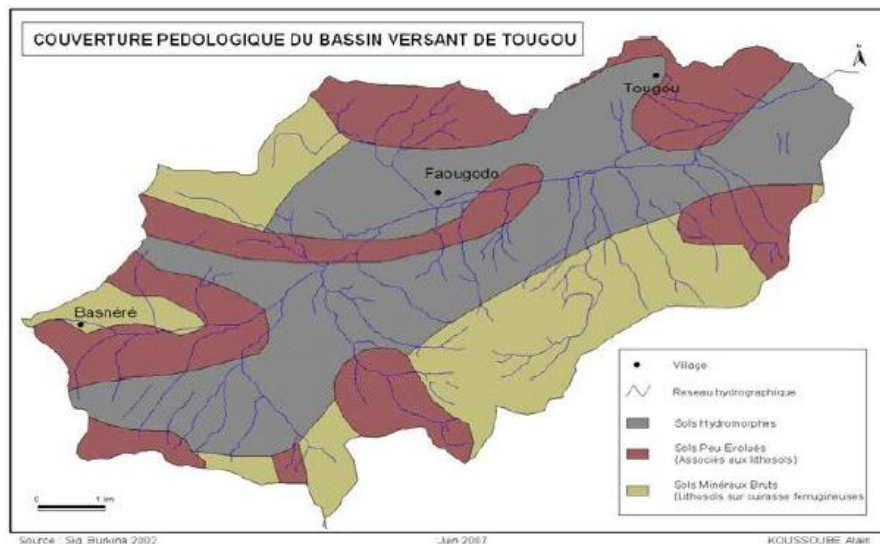 COUVERTURE PEDOLOGIQUE DU BASSIN VERSANT DE TOUGOU
Tougou
Faougodo
Basnéré
Village
Reseau hydrographique
Sols Hydromorphes
Sols Peu Evolués
(Associés aux lithosols)
Sols Minéraux Bruts
(Lithosols sur cuirasse ferrugineuses
0 1 km
Source : Sig Burkina 2002 Juin 2007 KOUSSOUBE Alain